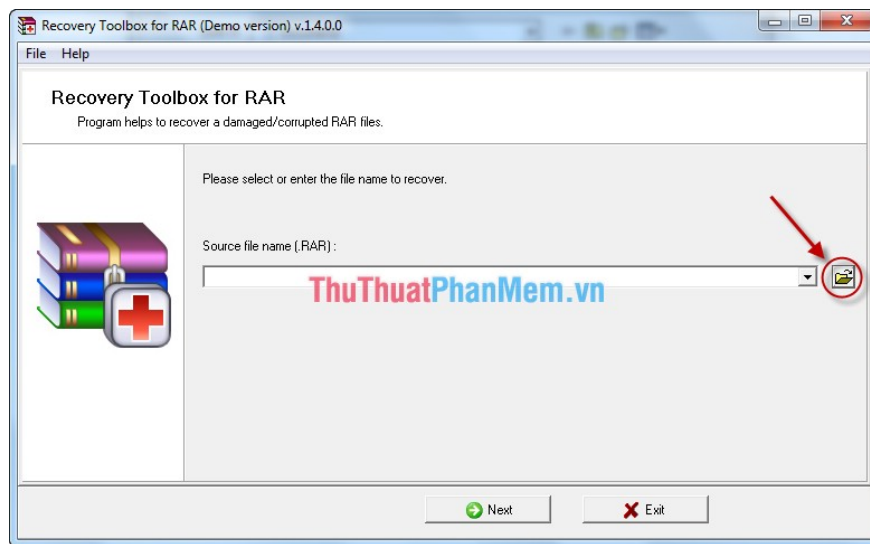 Recovery Toolbox for RAR (Demo version) v.1.4.0.0
File Help
Recovery Toolbox for RAR
Program helps to recover a damaged/corrupted RAR files.
Please select or enter the file name to recover.
Source file name (.RAR) :
ThuThuatPhanMem.vn
Next Exit